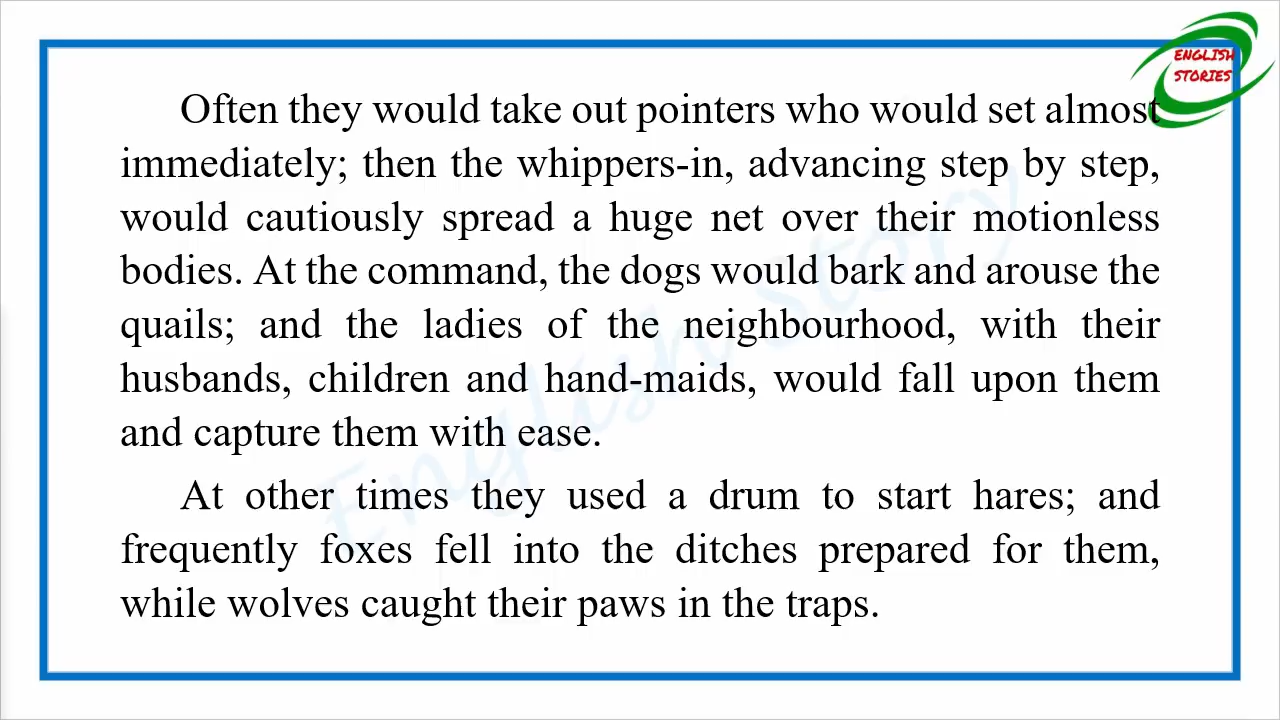 ENGLISH
STORIES
Often they would take out pointers who would set almost
immediately; then the whippers-in, advancing step by step,
would cautiously spread a huge net over their motionless
bodies. At the command, the dogs would bark and arouse the
quails; and the ladies of the neighbourhood, with their
husbands, children and hand-maids, would fall upon them
and capture them with ease.
At other times they used a drum to start hares; and
frequently foxes fell into the ditches prepared for them,
while wolves caught their paws in the traps.
English Story